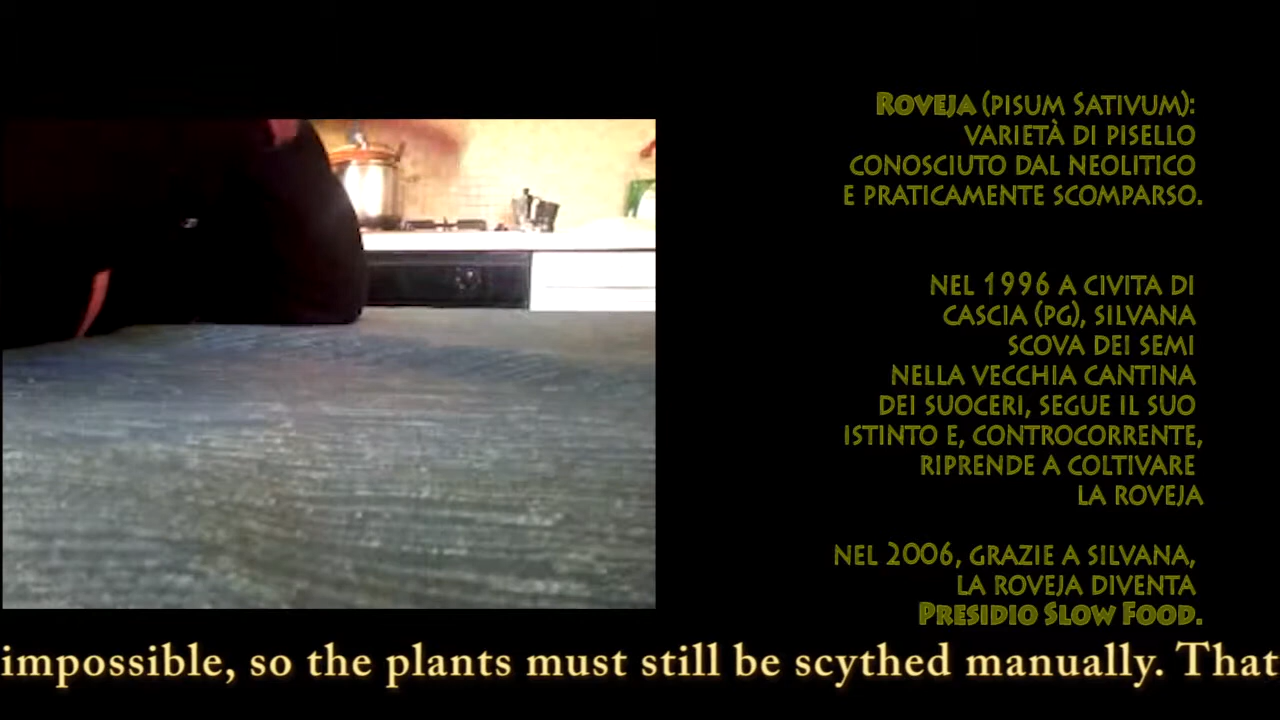 ROVEJA (PISUM SATIVUM):
VARIETÀ DI PISELLO
CONOSCIUTO DAL NEOLITICO
E PRATICAMENTE SCOMPARSO.
NEL 1996 A CIVITA DI
CASCIA (PG), SILVANA
SCOVA DEI SEMI
NELLA VECCHIA CANTINA
DEI SUOCERI, SEGUE IL SUO
ISTINTO E, CONTROCORRENTE,
RIPRENDE A COLTIVARE
LA ROVEJA
NEL 2006, GRAZIE A SILVANA,
LA ROVEJA DIVENTA
PRESIDIO SLOW FOOD.
impossible, so the plants must still be scythed manually. That